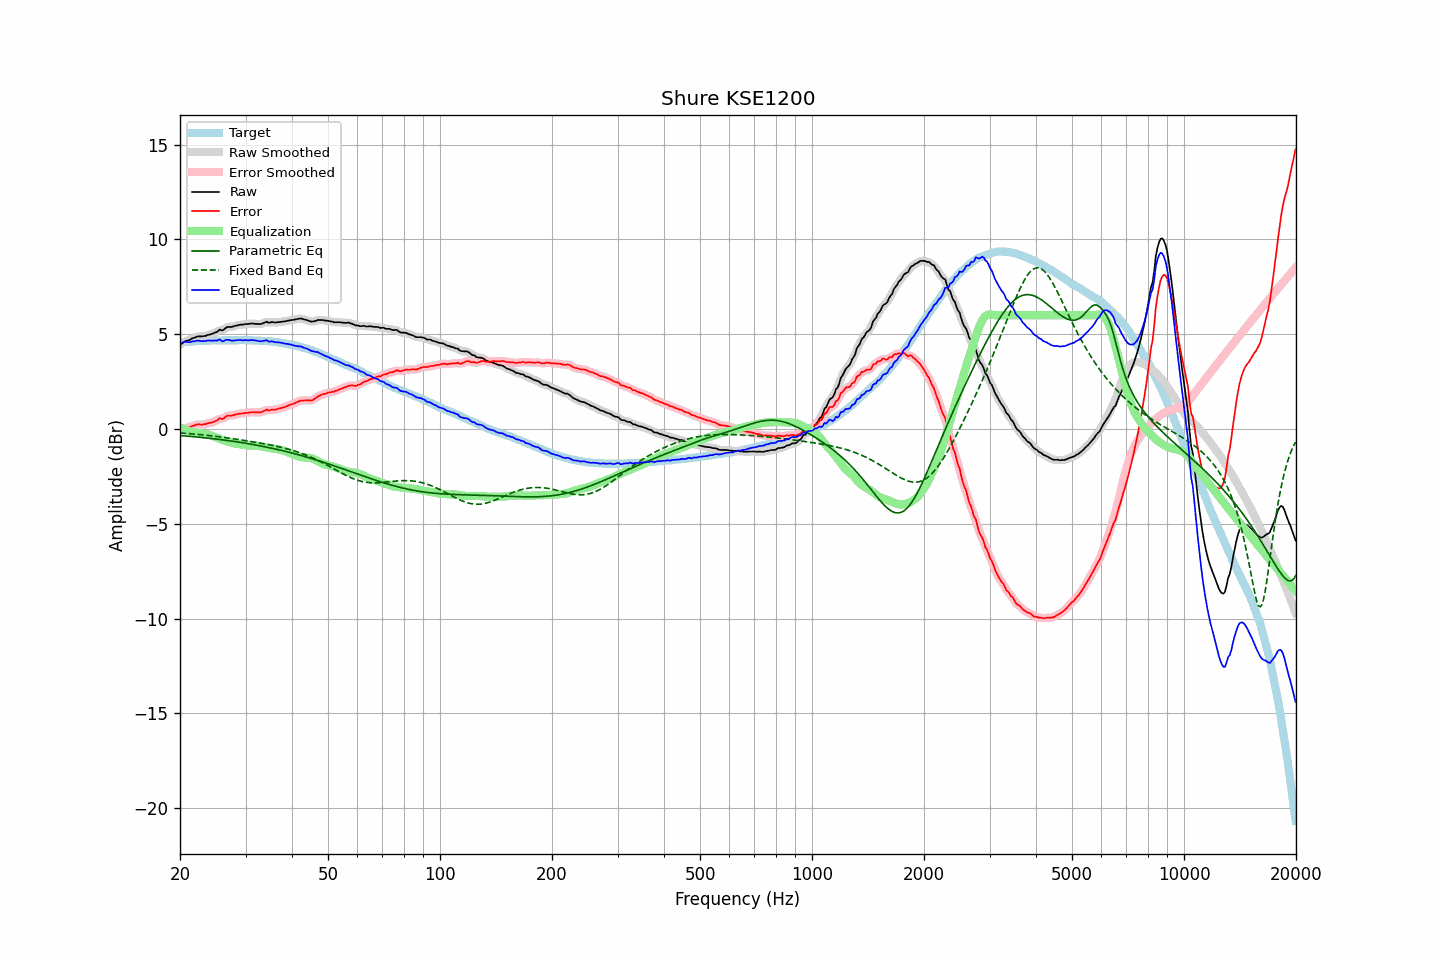 Shure KSE1200
Target
Raw Smoothed
Error Smoothed
Raw
Error
Equalization
Parametric Eq
Fixed Band Eq
Equalized
15
10
5
0
−5
−10
−15
−20
Amplitude (dBr)
20 50 100 200 500 1000 2000 5000 10000 20000
Frequency (Hz)